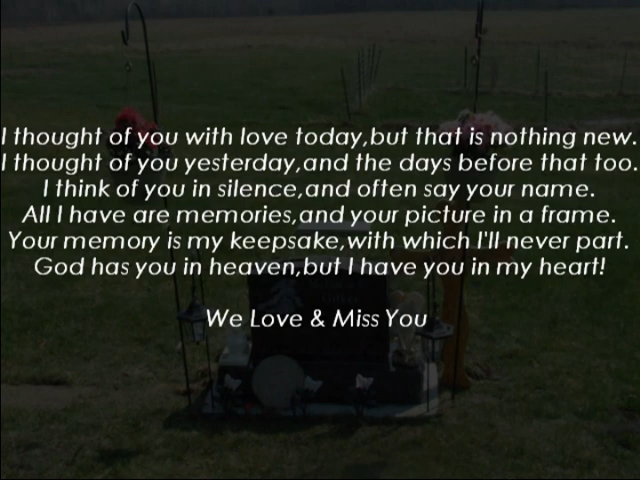 I thought of you with love today,but that is nothing new.
I thought of you yesterday,and the days before that too.
I think of you in silence,and often say your name.
All I have are memories,and your picture in a frame.
Your memory is my keepsake,with which I'll never part.
God has you in heaven,but I have you in my heart!
We Love & Miss You